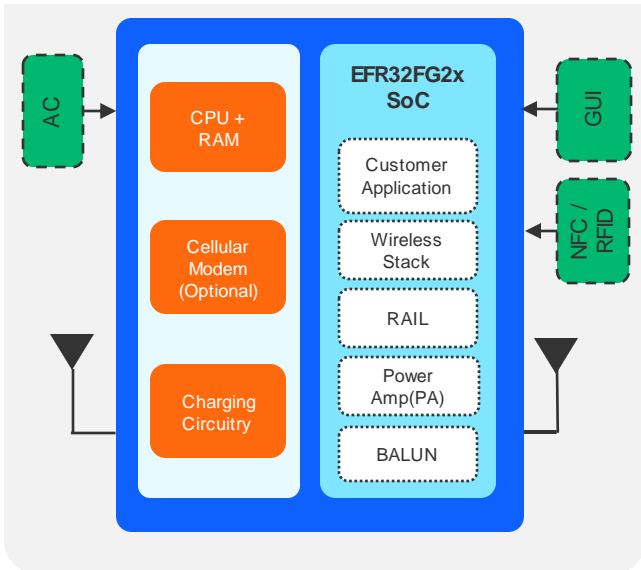 AC
CPU +
RAM
Cellular
Modem
(Optional)
Charging
Circuitry
EFR32FG2x
SoC
Customer
Application
Wireless
Stack
RAIL
Power
Amp(PA)
BALUN
GUI
NFC /
RFID